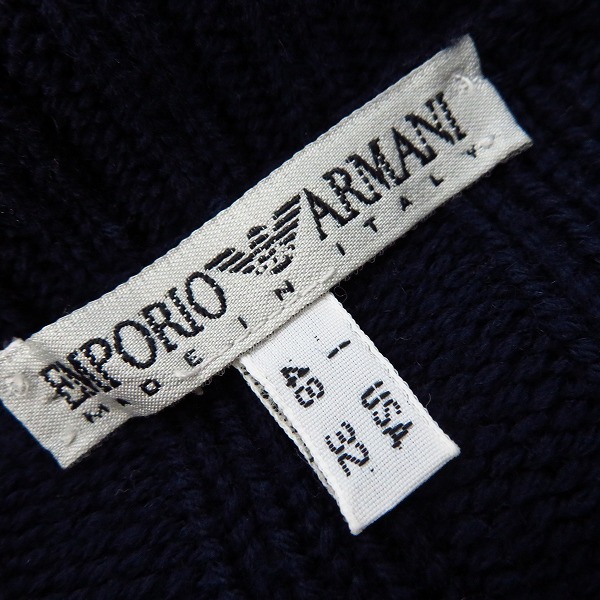 EMPORIO ARMANI
MADE IN ITALY
I USA
48 32